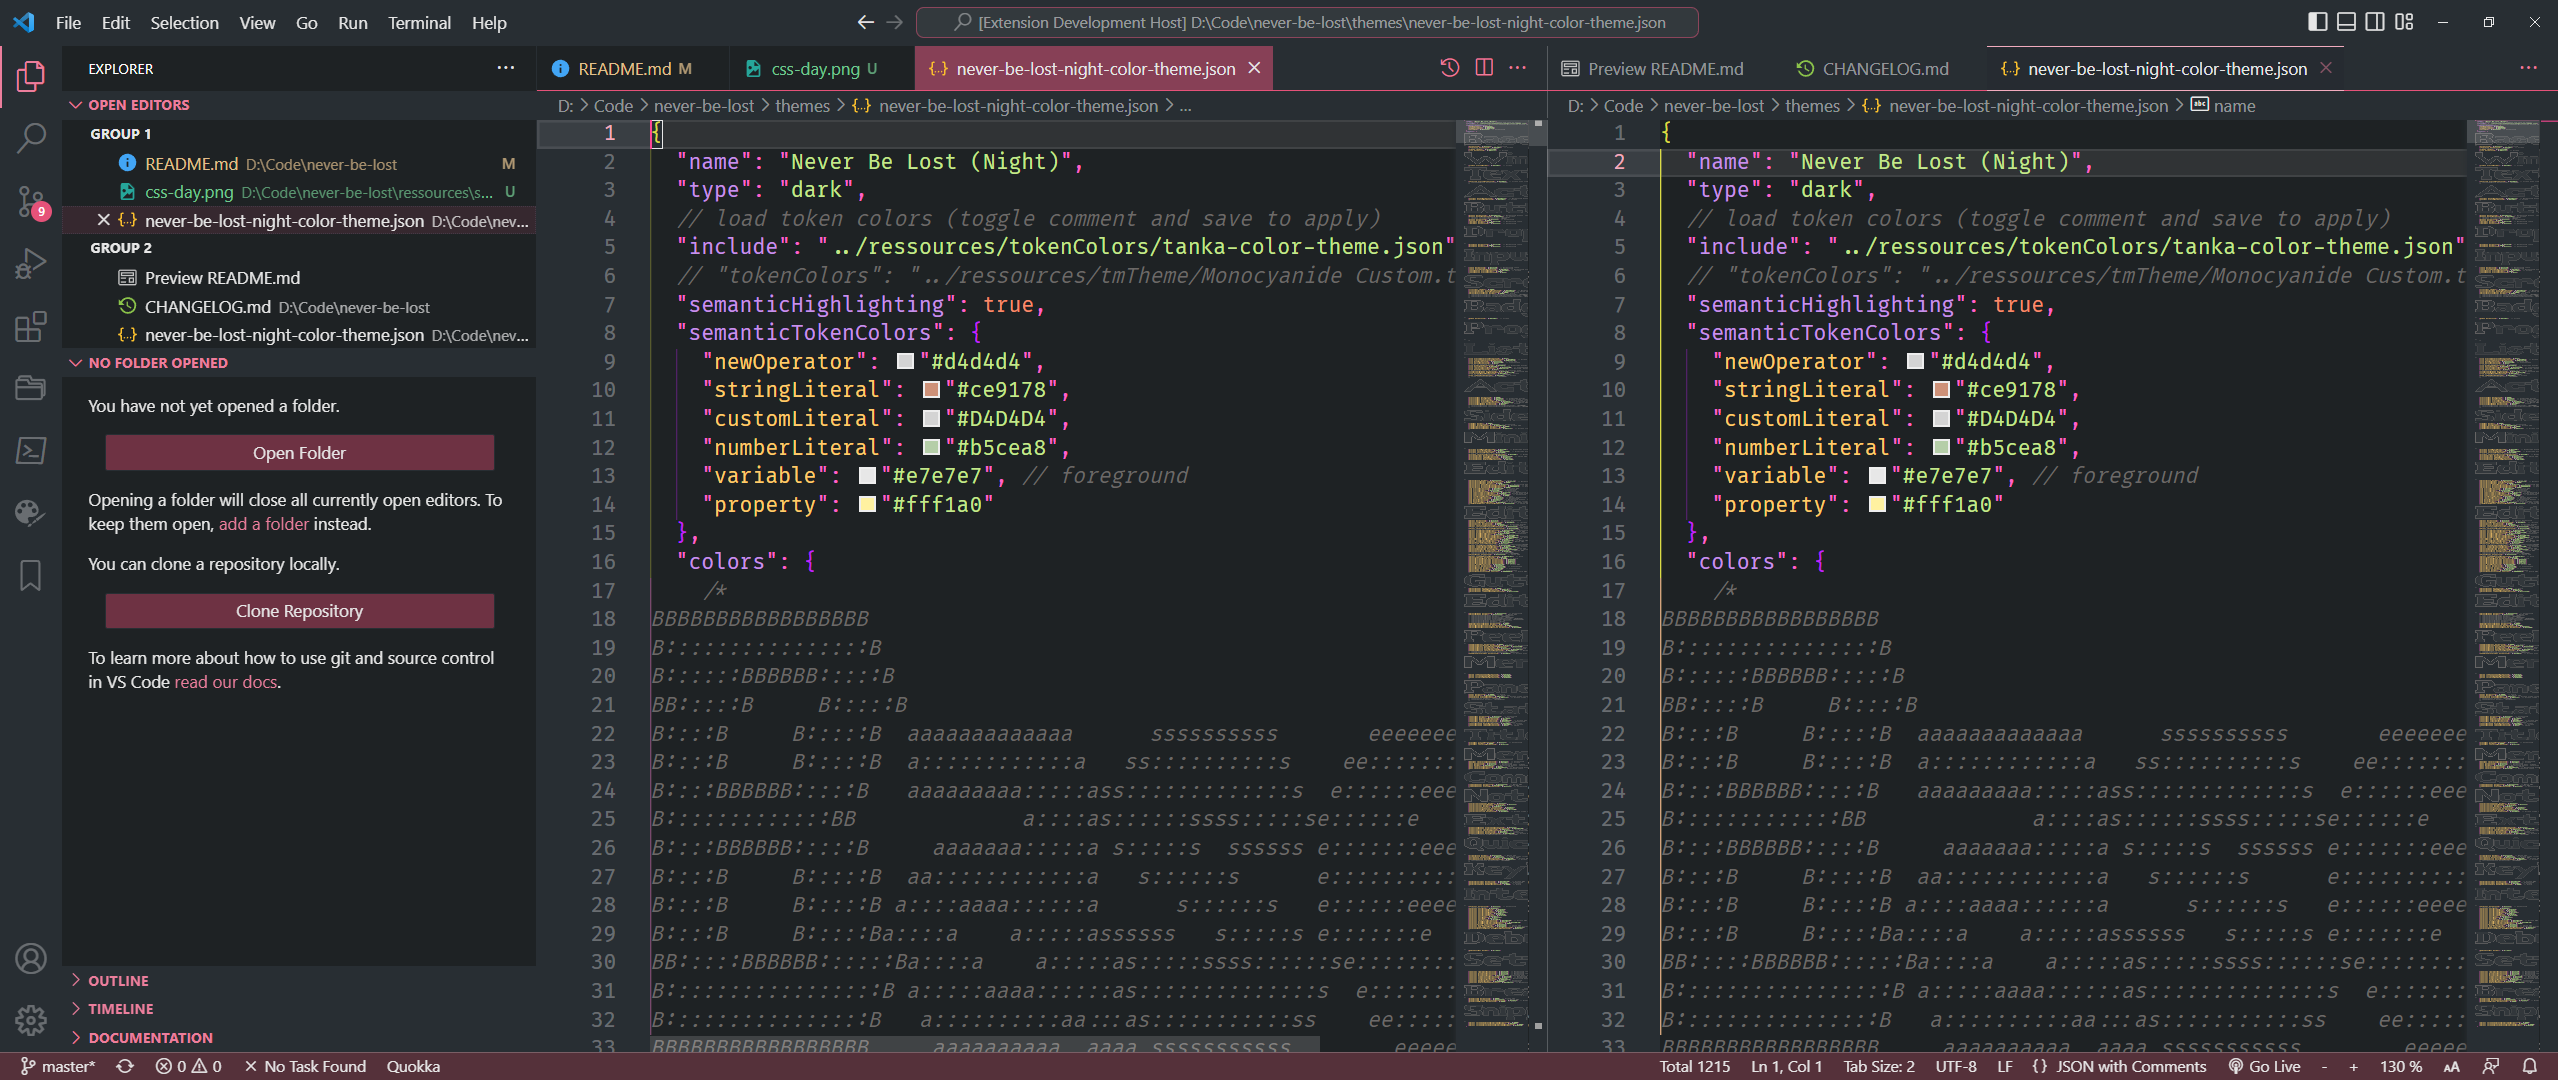 File Edit Selection View Go Run Terminal Help
[Extension Development Host] D:\Code\never-be-lost\themes\never-be-lost-night-color-theme.json
EXPLORER
OPEN EDITORS
GROUP 1
README.md D:\Code\never-be-lost M
css-day.png D:\Code\never-be-lost\ressources\s... U
never-be-lost-night-color-theme.json D:\Code\nev...
GROUP 2
Preview README.md
CHANGELOG.md D:\Code\never-be-lost
never-be-lost-night-color-theme.json D:\Code\nev...
NO FOLDER OPENED
You have not yet opened a folder.
Open Folder
Opening a folder will close all currently open editors. To
keep them open, add a folder instead.
You can clone a repository locally.
Clone Repository
To learn more about how to use git and source control
in VS Code read our docs.
OUTLINE
TIMELINE
DOCUMENTATION
9
README.md M css-day.png U never-be-lost-night-color-theme.json
D: > Code > never-be-lost > themes > never-be-lost-night-color-theme.json > ...
1 {
2 "name": "Never Be Lost (Night)",
3 "type": "dark",
4 // load token colors (toggle comment and save to apply)
5 "include": "../ressources/tokenColors/tanka-color-theme.json"
6 // "tokenColors": "../ressources/tmTheme/Monocyanide Custom.t
7 "semanticHighlighting": true,
8 "semanticTokenColors": {
9 "newOperator": "#d4d4d4",
10 "stringLiteral": "#ce9178",
11 "customLiteral": "#D4D4D4",
12 "numberLiteral": "#b5cea8",
13 "variable": "#e7e7e7", // foreground
14 "property": "#fff1a0"
15 },
16 "colors": {
17 /*
18 BBBBBBBBBBBBBBBBB
19 B::::::::::::::::B
20 B::::::BBBBBB:::::B
21 BB:::::B     B:::::B
22 B::::B     B:::::B  aaaaaaaaaaaaa      ssssssssss       eeeeeee
23 B::::B     B:::::B  a::::::::::::a   ss::::::::::s    ee:::::::
24 B::::BBBBBB:::::B   aaaaaaaaa:::::ass:::::::::::::s  e::::::eee
25 B:::::::::::::BB             a::::as::::::ssss:::::se::::::e
26 B::::BBBBBB:::::B     aaaaaaa:::::a s:::::s  ssssss e:::::::eee
27 B::::B     B:::::B  aa::::::::::::a   s::::::s      e::::::::
28 B::::B     B:::::B a::::aaaa::::::a      s::::::s   e::::::eeee
29 B::::B     B:::::Ba::::a    a:::::assssss   s:::::s e:::::::e
30 BB:::::BBBBBB::::::Ba::::a    a:::::as:::::ssss::::::se::::::::
31 B:::::::::::::::::B a:::::aaaa::::::as::::::::::::::s  e:::::::
32 B::::::::::::::::B   a::::::::::aa:::as:::::::::::ss    ee:::::
33 BBBBBBBBBBBBBBBBB     aaaaaaaaaa  aaaa sssssssssss        eeeee
Preview README.md CHANGELOG.md never-be-lost-night-color-theme.json
D: > Code > never-be-lost > themes > never-be-lost-night-color-theme.json > name
1 {
2 "name": "Never Be Lost (Night)",
3 "type": "dark",
4 // load token colors (toggle comment and save to apply)
5 "include": "../ressources/tokenColors/tanka-color-theme.json"
6 // "tokenColors": "../ressources/tmTheme/Monocyanide Custom.t
7 "semanticHighlighting": true,
8 "semanticTokenColors": {
9 "newOperator": "#d4d4d4",
10 "stringLiteral": "#ce9178",
11 "customLiteral": "#D4D4D4",
12 "numberLiteral": "#b5cea8",
13 "variable": "#e7e7e7", // foreground
14 "property": "#fff1a0"
15 },
16 "colors": {
17 /*
18 BBBBBBBBBBBBBBBBB
19 B::::::::::::::::B
20 B::::::BBBBBB:::::B
21 BB:::::B     B:::::B
22 B::::B     B:::::B  aaaaaaaaaaaaa      ssssssssss       eeeeeee
23 B::::B     B:::::B  a::::::::::::a   ss::::::::::s    ee:::::::
24 B::::BBBBBB:::::B   aaaaaaaaa:::::ass:::::::::::::s  e::::::eee
25 B:::::::::::::BB             a::::as::::::ssss:::::se::::::e
26 B::::BBBBBB:::::B     aaaaaaa:::::a s:::::s  ssssss e:::::::eee
27 B::::B     B:::::B  aa::::::::::::a   s::::::s      e::::::::
28 B::::B     B:::::B a::::aaaa::::::a      s::::::s   e::::::eeee
29 B::::B     B:::::Ba::::a    a:::::assssss   s:::::s e:::::::e
30 BB:::::BBBBBB::::::Ba::::a    a:::::as:::::ssss::::::se::::::::
31 B:::::::::::::::::B a:::::aaaa::::::as::::::::::::::s  e:::::::
32 B::::::::::::::::B   a::::::::::aa:::as:::::::::::ss    ee:::::
33 BBBBBBBBBBBBBBBBB     aaaaaaaaaa  aaaa sssssssssss        eeeee
master* 0 0 No Task Found Quokka Total 1215 Ln 1, Col 1 Tab Size: 2 UTF-8 LF {} JSON with Comments Go Live - + 130 % AA